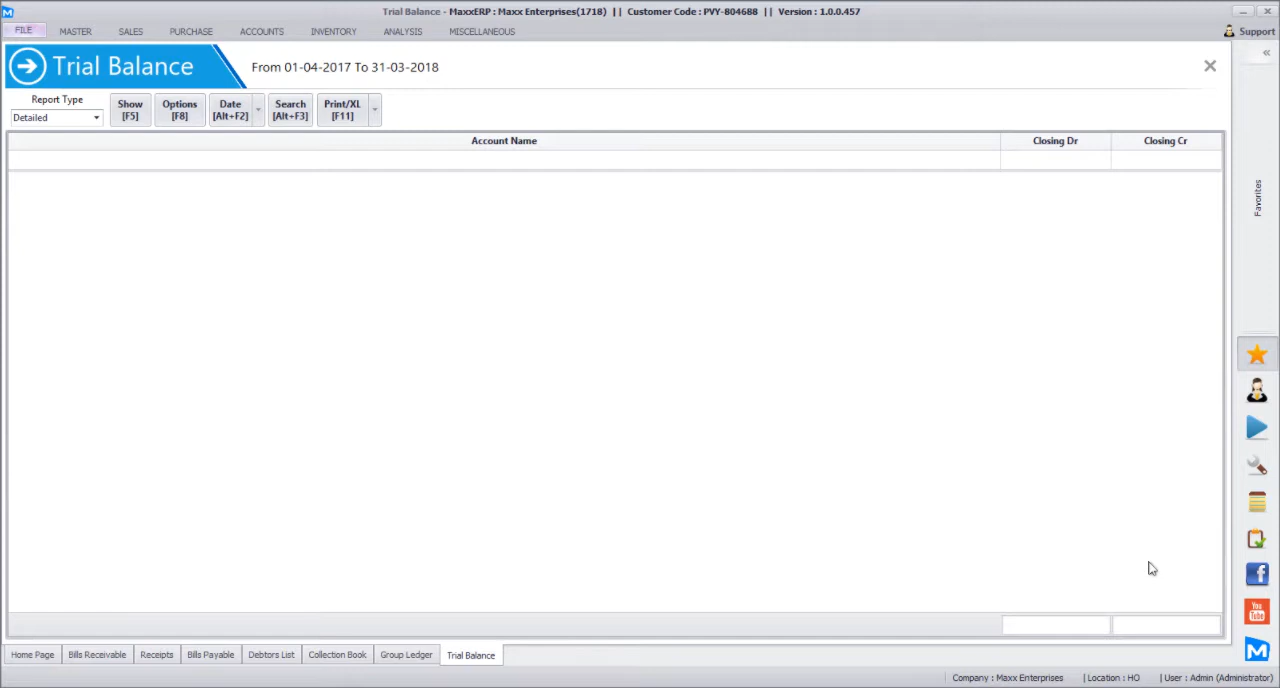 Trial Balance - MaxxERP : Maxx Enterprises(1718) || Customer Code : PVY-804688 || Version : 1.0.0.457
FILE MASTER SALES PURCHASE ACCOUNTS INVENTORY ANALYSIS MISCELLANEOUS Support
Trial Balance From 01-04-2017 To 31-03-2018
Report Type
Detailed
Show
[F5]
Options
[F8]
Date
[Alt+F2]
Search
[Alt+F3]
Print/XL
[F11]
Account Name Closing Dr Closing Cr
Favorites
You
Tube
Home Page Bills Receivable Receipts Bills Payable Debtors List Collection Book Group Ledger Trial Balance
Company : Maxx Enterprises | Location : HO | User : Admin (Administrator)